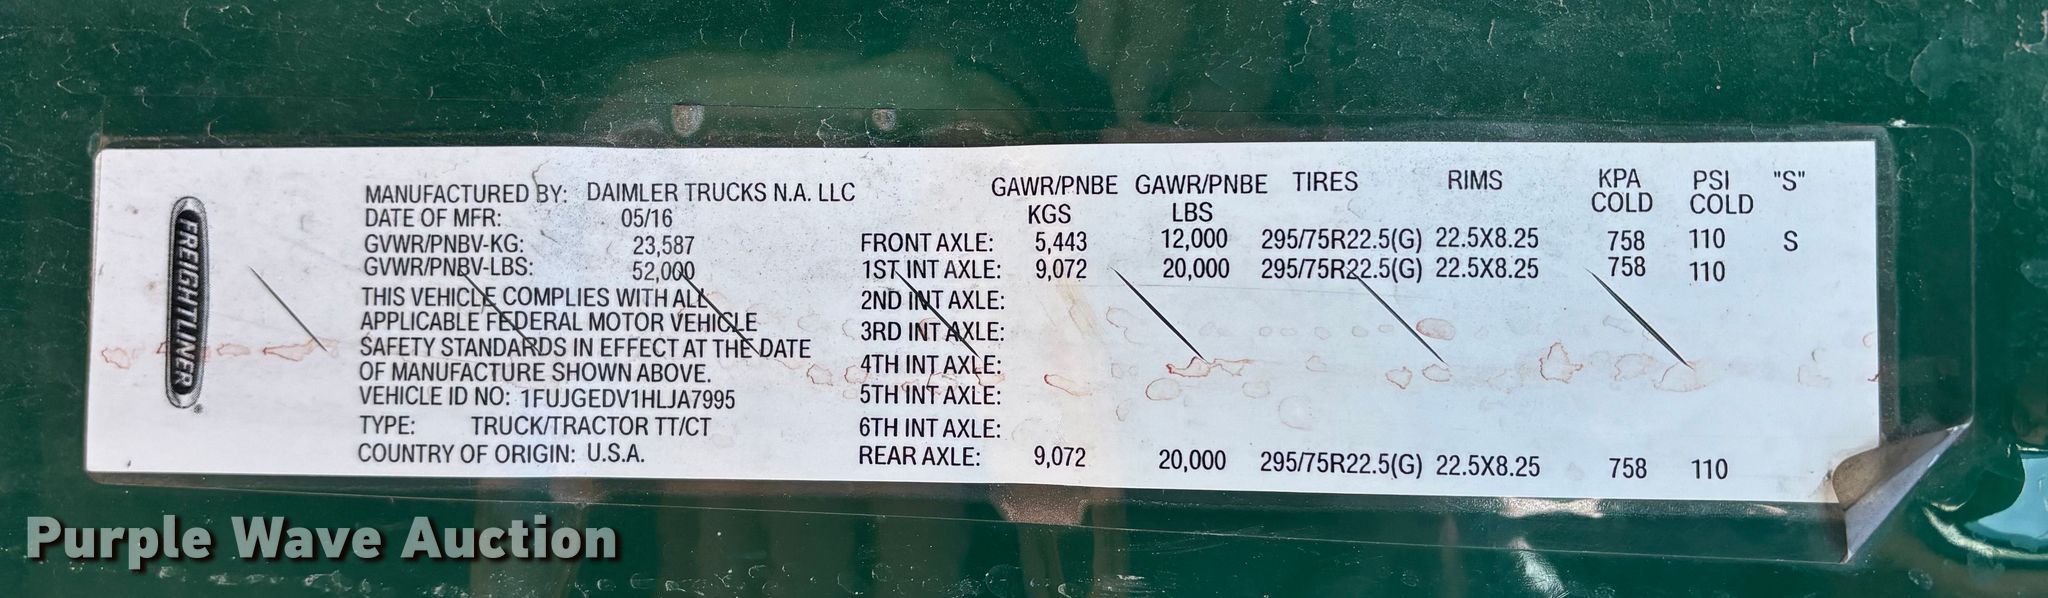 FREIGHTLINER
MANUFACTURED BY: DAIMLER TRUCKS N.A. LLC
DATE OF MFR: 05/16
GVWR/PNBV-KG: 23,587
GVWR/PNBV-LBS: 52,000
THIS VEHICLE COMPLIES WITH ALL
APPLICABLE FEDERAL MOTOR VEHICLE
SAFETY STANDARDS IN EFFECT AT THE DATE
OF MANUFACTURE SHOWN ABOVE.
VEHICLE ID NO: 1FUJGEDV1HLJA7995
TYPE: TRUCK/TRACTOR TT/CT
COUNTRY OF ORIGIN: U.S.A.
GAWR/PNBE GAWR/PNBE TIRES RIMS KPA PSI "S"
KGS LBS COLD COLD
FRONT AXLE: 5,443 12,000 295/75R22.5(G) 22.5X8.25 758 110 S
1ST INT AXLE: 9,072 20,000 295/75R22.5(G) 22.5X8.25 758 110
2ND INT AXLE:
3RD INT AXLE:
4TH INT AXLE:
5TH INT AXLE:
6TH INT AXLE:
REAR AXLE: 9,072 20,000 295/75R22.5(G) 22.5X8.25 758 110
Purple Wave Auction